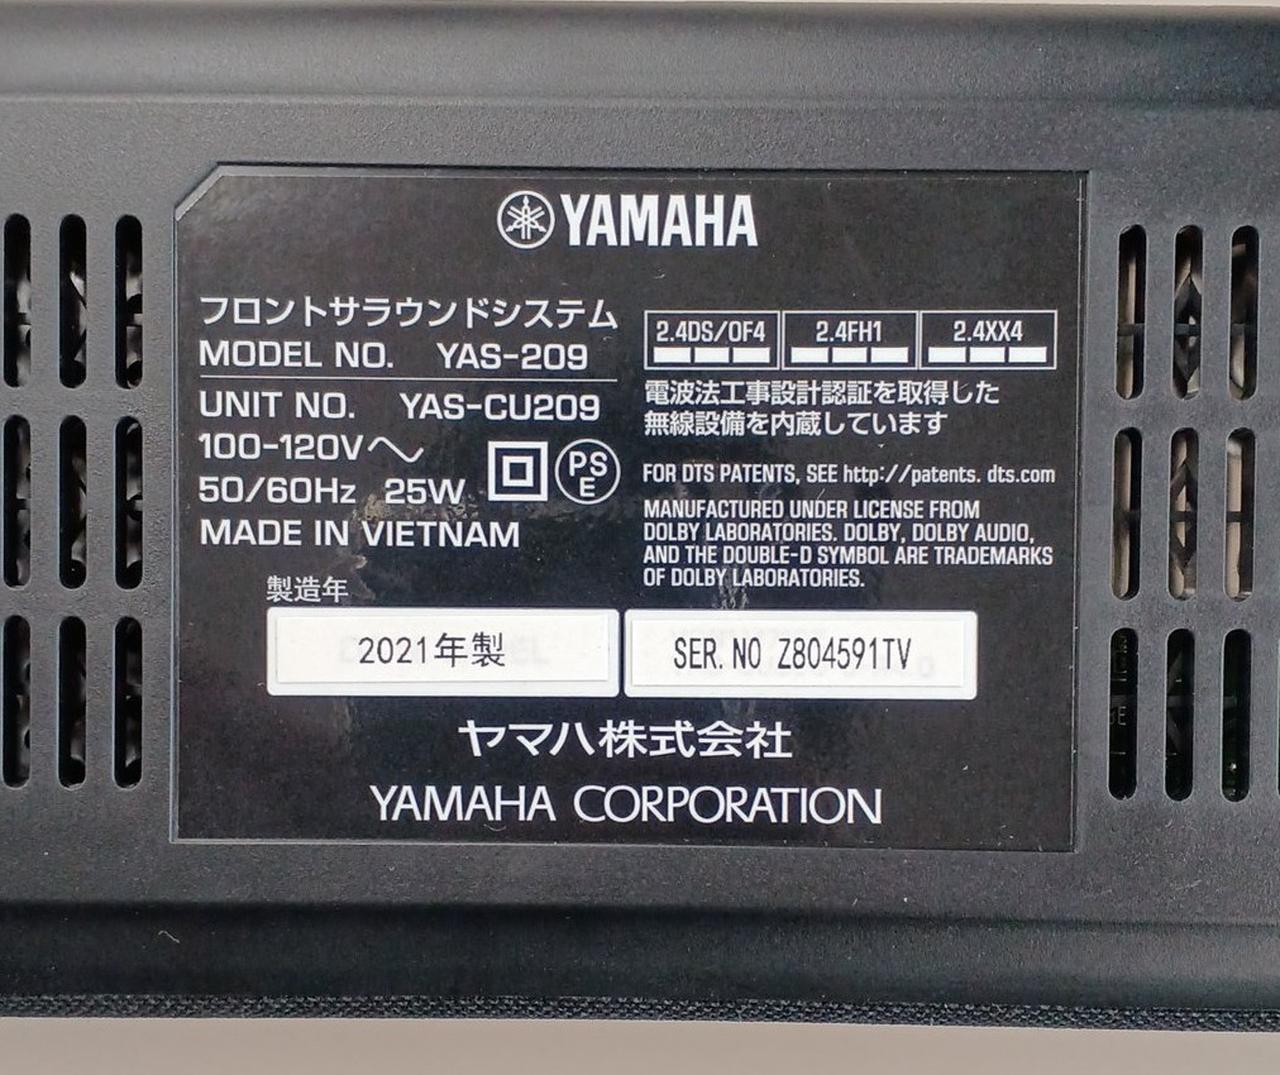 YAMAHA
フロントサラウンドシステム
MODEL NO. YAS-209
UNIT NO. YAS-CU209
100-120V
50/60Hz 25W
PS
E
MADE IN VIETNAM
2.4DS/OF4
2.4FH1
2.4XX4
電波法工事設計認証を取得した
無線設備を内蔵しています
FOR DTS PATENTS, SEE http://patents.dts.com
MANUFACTURED UNDER LICENSE FROM
DOLBY LABORATORIES. DOLBY, DOLBY AUDIO,
AND THE DOUBLE-D SYMBOL ARE TRADEMARKS
OF DOLBY LABORATORIES.
製造年
2021年製
SER. NO Z804591TV
ヤマハ株式会社
YAMAHA CORPORATION